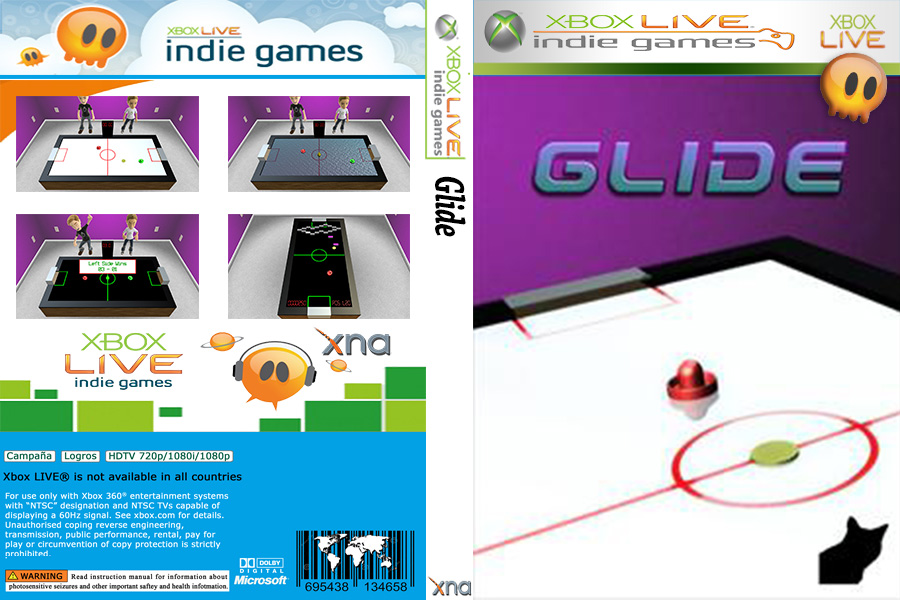 XBOX LIVE
indie games
Left Side Wins
XBOX
LIVE
indie games
xna
Campaña
Logros
HDTV 720p/1080i/1080p
Xbox LIVE® is not available in all countries
For use only with Xbox 360® entertainment systems
with "NTSC" designation and NTSC TVs capable of
displaying a 60Hz signal. See xbox.com for details.
Unauthorised coping reverse engineering,
transmission, public performance, rental, pay for
play or circumvention of copy protection is strictly
prohibited.
WARNING Read instruction manual for information about
photosensitive seizures and other important saftey and health infotmation.
DOLBY
DIGITAL
Microsoft
695438 134658
XBOX LIVE
indie games
Glide
xna
XBOX LIVE
indie games
XBOX
LIVE
GLIDE